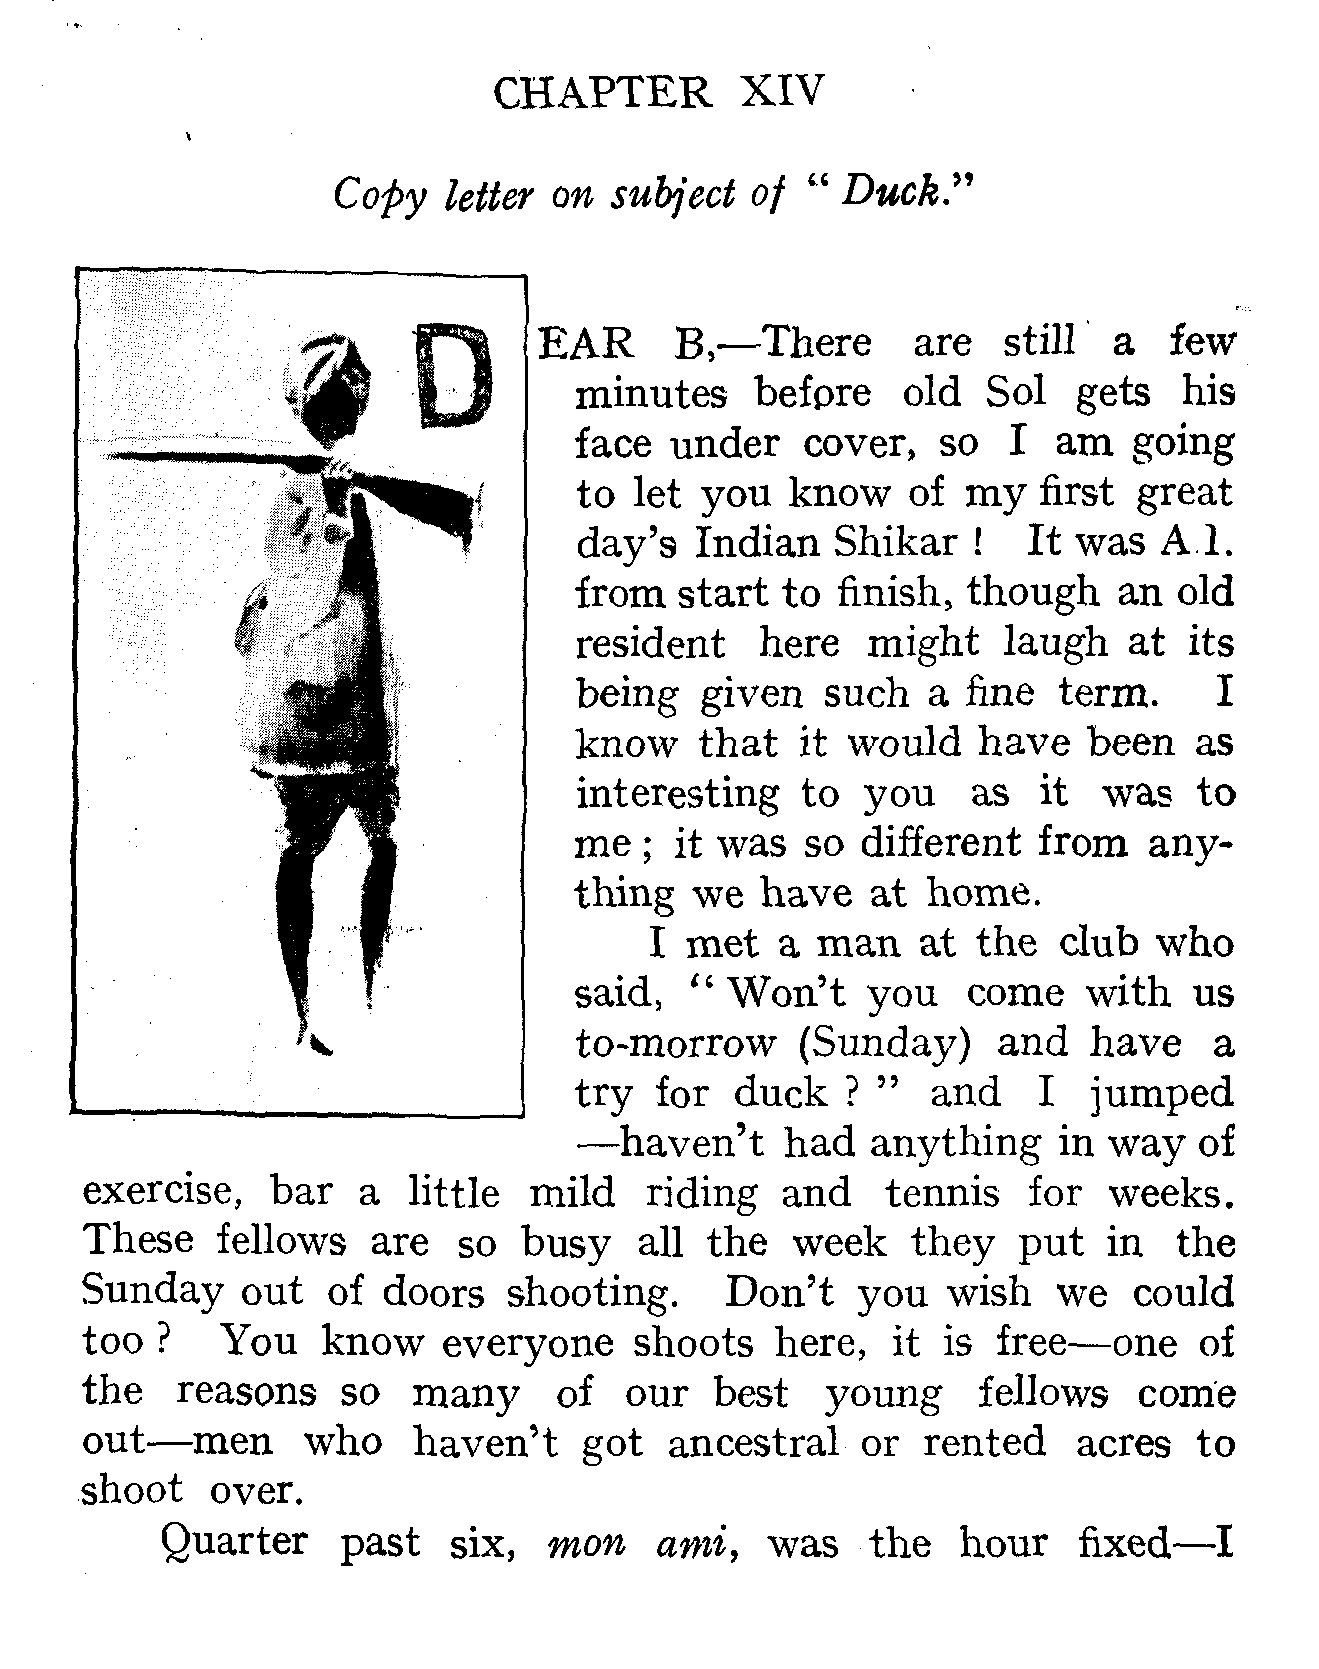 CHAPTER XIV
Copy letter on subject of “ Duck.”
DEAR B,—There are still a few
minutes before old Sol gets his
face under cover, so I am going
to let you know of my first great
day’s Indian Shikar ! It was A.1.
from start to finish, though an old
resident here might laugh at its
being given such a fine term. I
know that it would have been as
interesting to you as it was to
me ; it was so different from any-
thing we have at home.
I met a man at the club who
said, “ Won’t you come with us
to-morrow (Sunday) and have a
try for duck ? ” and I jumped
—haven’t had anything in way of
exercise, bar a little mild riding and tennis for weeks.
These fellows are so busy all the week they put in the
Sunday out of doors shooting. Don’t you wish we could
too ? You know everyone shoots here, it is free—one of
the reasons so many of our best young fellows come
out—men who haven’t got ancestral or rented acres to
shoot over.
Quarter past six, mon ami, was the hour fixed—I